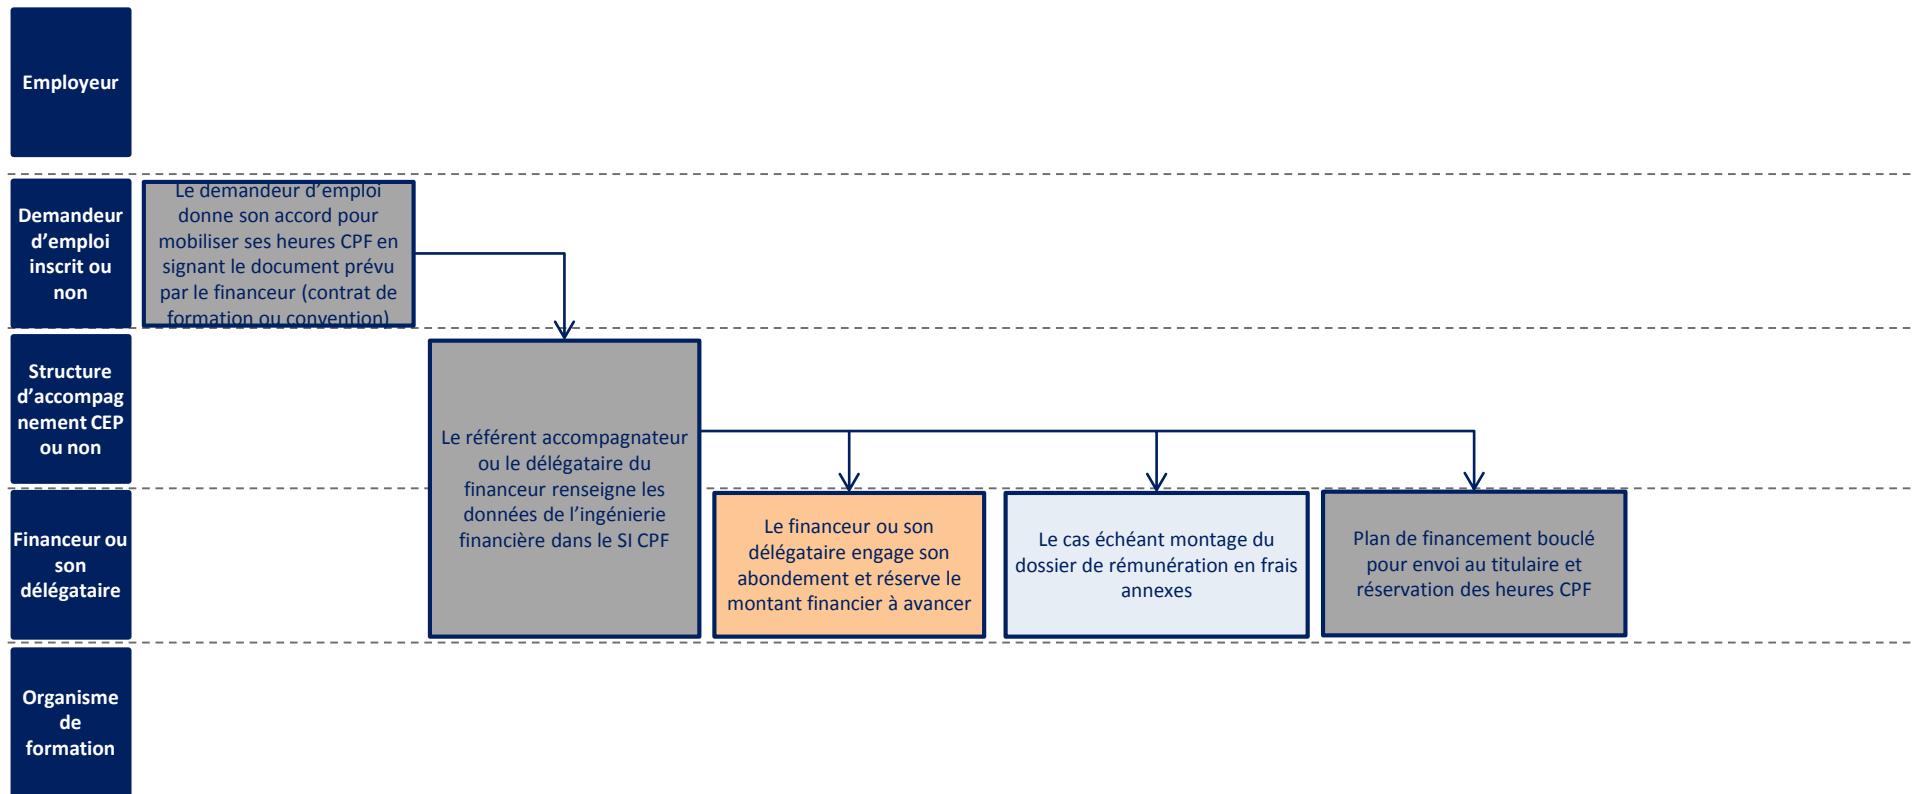 Employeur
Demandeur
d’emploi
inscrit ou
non
Le demandeur d’emploi
donne son accord pour
mobiliser ses heures CPF en
signant le document prévu
par le financeur (contrat de
formation ou convention)
Structure
d’accompag
nement CEP
ou non
Le référent accompagnateur
ou le délégataire du
financeur renseigne les
données de l’ingénierie
financière dans le SI CPF
Financeur ou
son
délégataire
Le financeur ou son
délégataire engage son
abondement et réserve le
montant financier à avancer
Le cas échéant montage du
dossier de rémunération en frais
annexes
Plan de financement bouclé
pour envoi au titulaire et
réservation des heures CPF
Organisme
de
formation